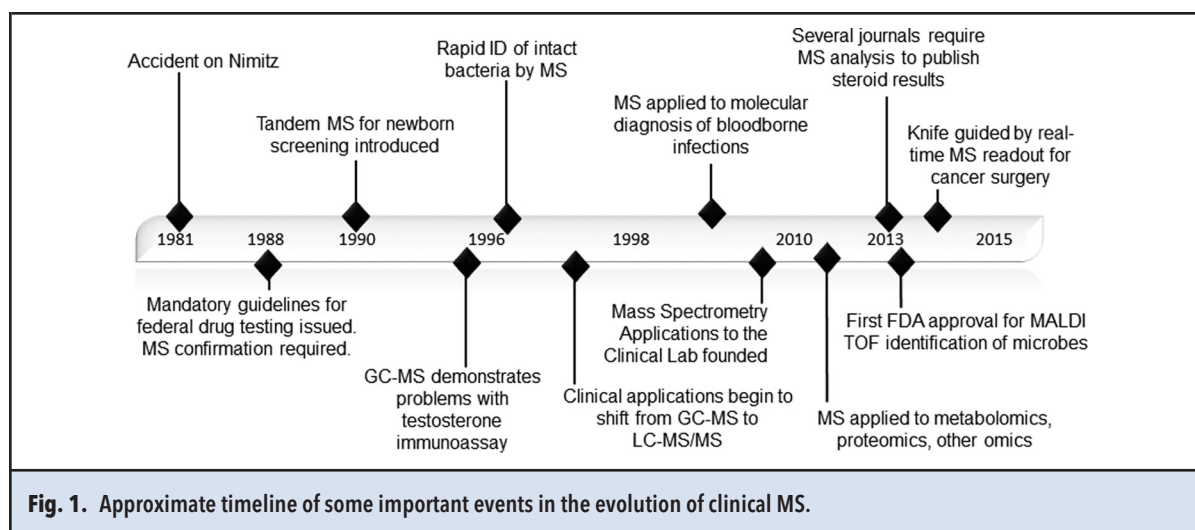 Accident on Nimitz
Tandem MS for newborn
screening introduced
Rapid ID of intact
bacteria by MS
MS applied to molecular
diagnosis of bloodborne
infections
Several journals require
MS analysis to publish
steroid results
Knife guided by real-
time MS readout for
cancer surgery
1981 1988 1990 1996 1998 2010 2013 2015
Mandatory guidelines for
federal drug testing issued.
MS confirmation required.
GC-MS demonstrates
problems with
testosterone
immunoassay
Clinical applications begin to
shift from GC-MS to
LC-MS/MS
Mass Spectrometry
Applications to the
Clinical Lab founded
MS applied to metabolomics,
proteomics, other omics
First FDA approval for MALDI
TOF identification of microbes
Fig. 1. Approximate timeline of some important events in the evolution of clinical MS.